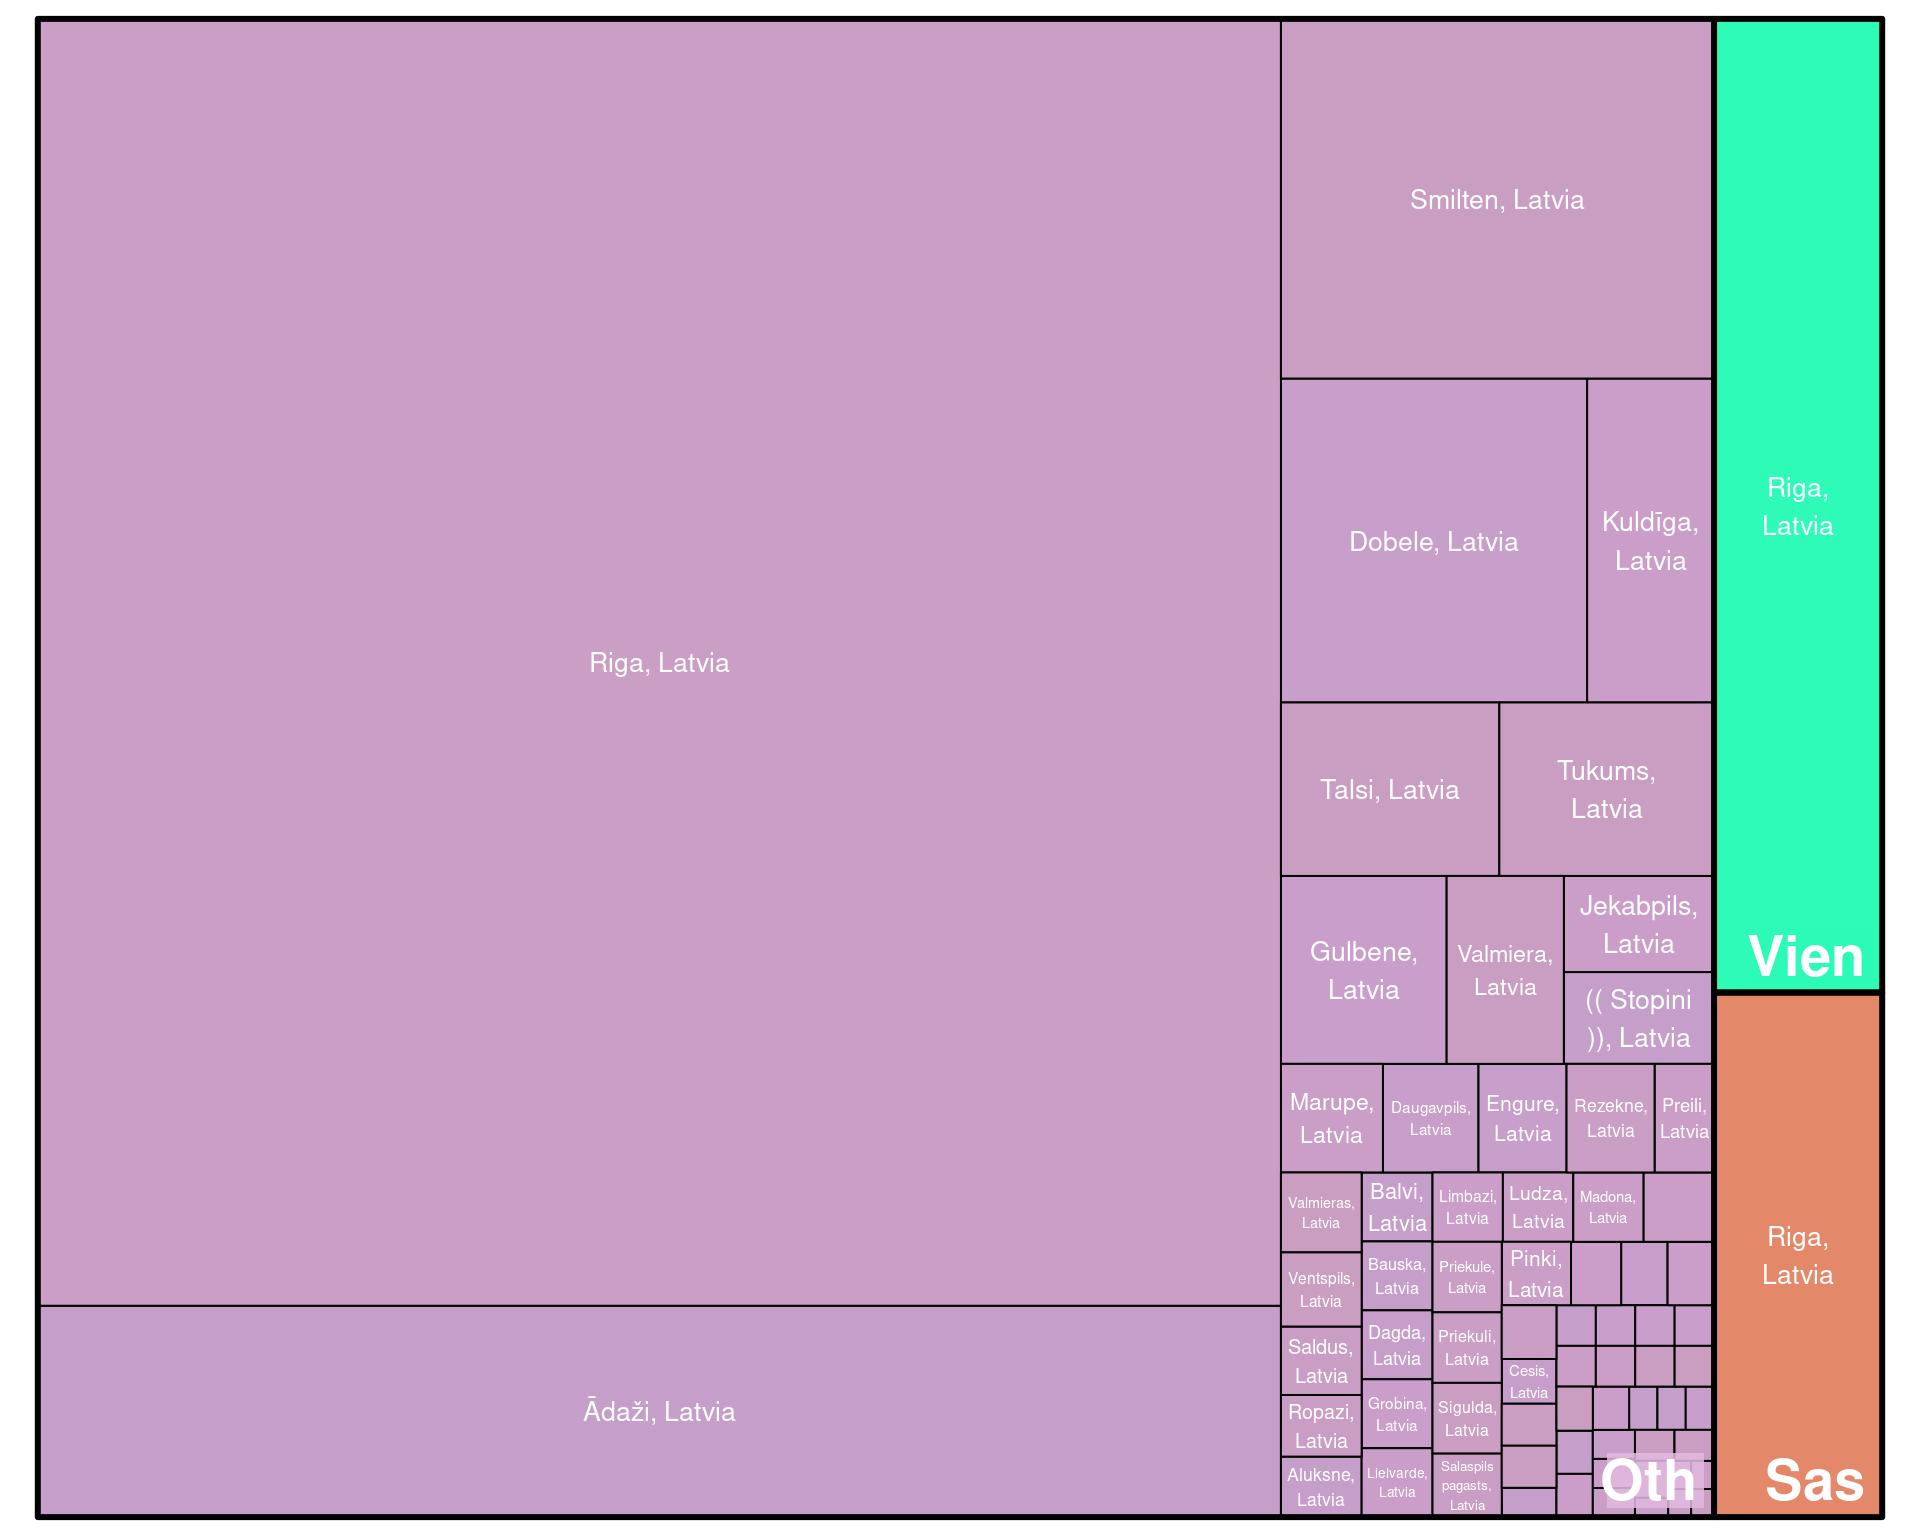 Riga, Latvia
Ādaži, Latvia
Smilten, Latvia
Dobele, Latvia
Kuldīga,
Latvia
Talsi, Latvia
Tukums,
Latvia
Gulbene,
Latvia
Valmiera,
Latvia
Jekabpils,
Latvia
(( Stopini
)), Latvia
Marupe,
Latvia
Daugavpils,
Latvia
Engure,
Latvia
Rezekne,
Latvia
Preili,
Latvia
Valmieras,
Latvia
Ventspils,
Latvia
Saldus,
Latvia
Ropazi,
Latvia
Aluksne,
Latvia
Balvi,
Latvia
Bauska,
Latvia
Dagda,
Latvia
Grobina,
Latvia
Lielvarde,
Latvia
Limbazi,
Latvia
Priekule,
Latvia
Priekuli,
Latvia
Sigulda,
Latvia
Salaspils
pagasts,
Latvia
Ludza,
Latvia
Madona,
Latvia
Pinki,
Latvia
Cesis,
Latvia
Oth
Riga,
Latvia
Vien
Riga,
Latvia
Sas